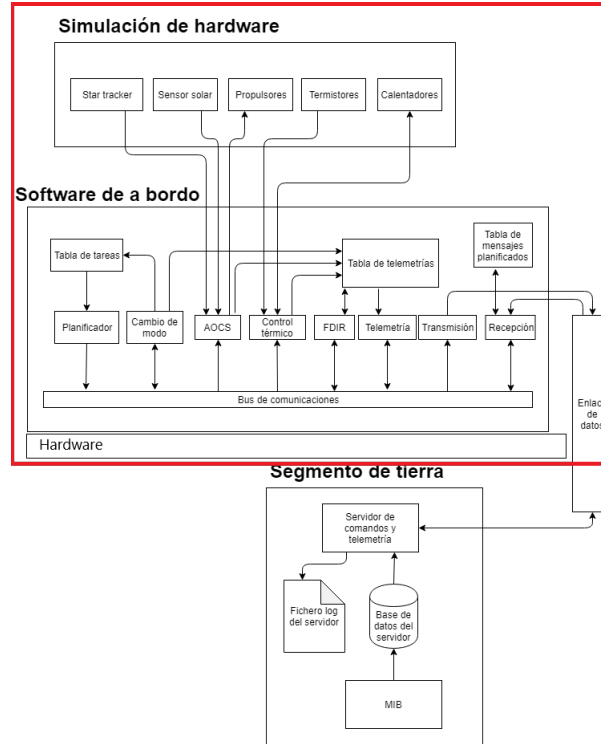 Simulación de hardware
Star tracker
Sensor solar
Propulsores
Termistores
Calentadores
Software de a bordo
Tabla de tareas
Tabla de telemetrías
Tabla de
mensajes
planificados
Planificador
Cambio de
modo
AOCS
Control
térmico
FDIR
Telemetría
Transmisión
Recepción
Bus de comunicaciones
Enlace
de
datos
Hardware
Segmento de tierra
Servidor de
comandos y
telemetría
Fichero log
del servidor
Base de
datos del
servidor
MIB